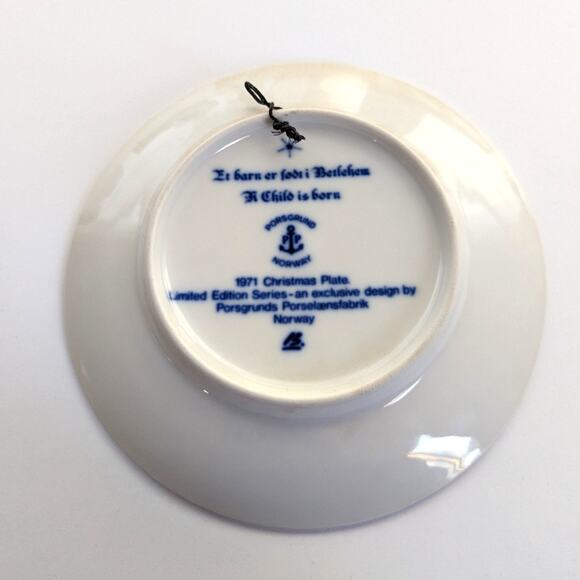 Et barn er født i Betlehem
A Child is born
PORSGRUND
PP
NORWAY
1971 Christmas Plate.
Limited Edition Series-an exclusive design by
Porsgrunds Porselænsfabrik
Norway